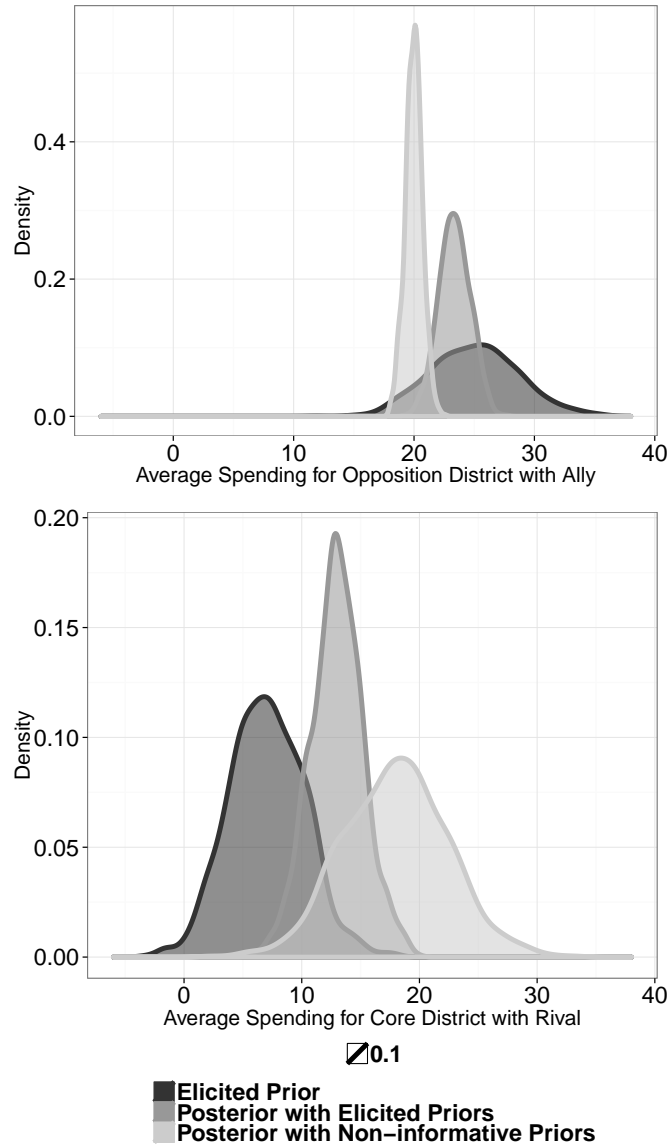 Density
0.4
0.2
0.0
0 10 20 30 40
Average Spending for Opposition District with Ally
Density
0.20
0.15
0.10
0.05
0.00
0 10 20 30 40
Average Spending for Core District with Rival
0.1
Elicited Prior
Posterior with Elicited Priors
Posterior with Non−informative Priors